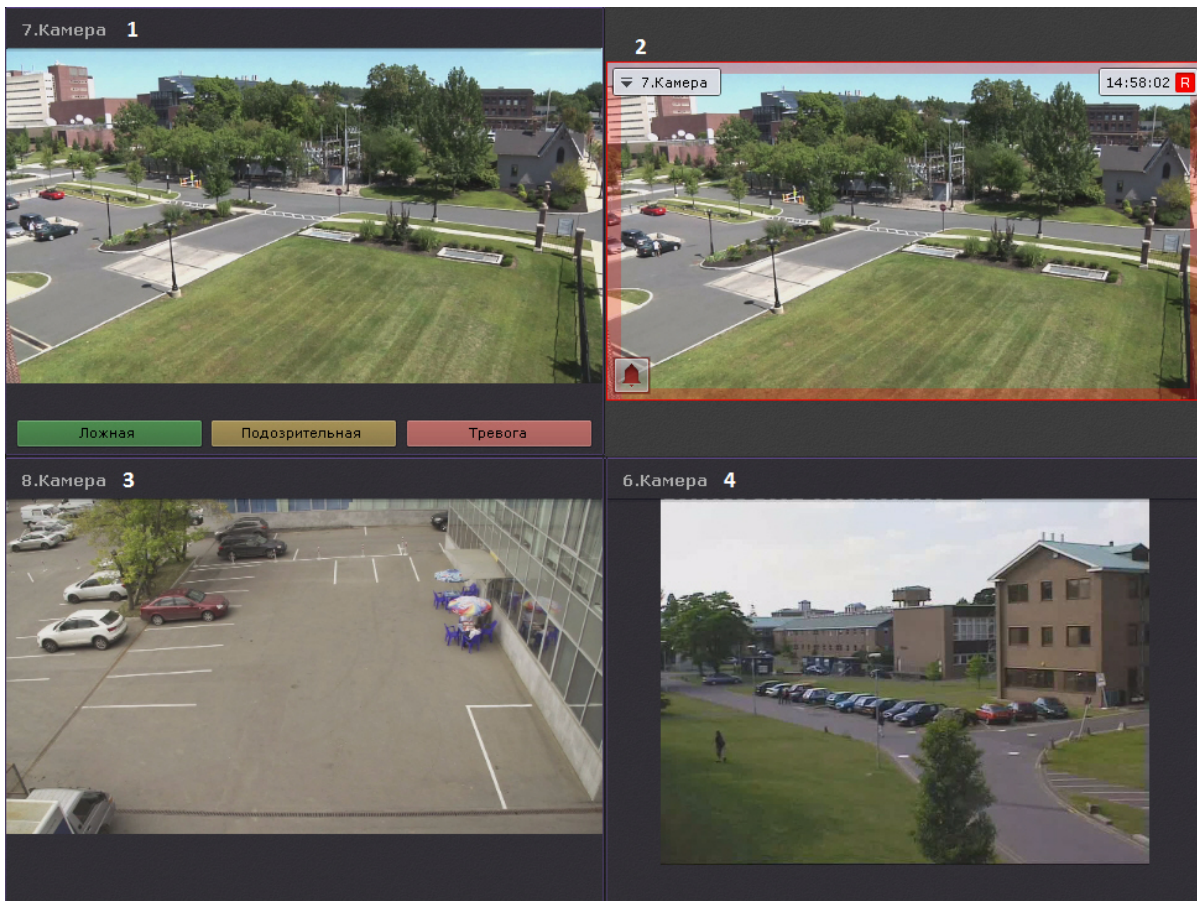 7.Камера 1
2
7.Камера 14:58:02 R
Ложная Подозрительная Тревога
8.Камера 3
6.Камера 4